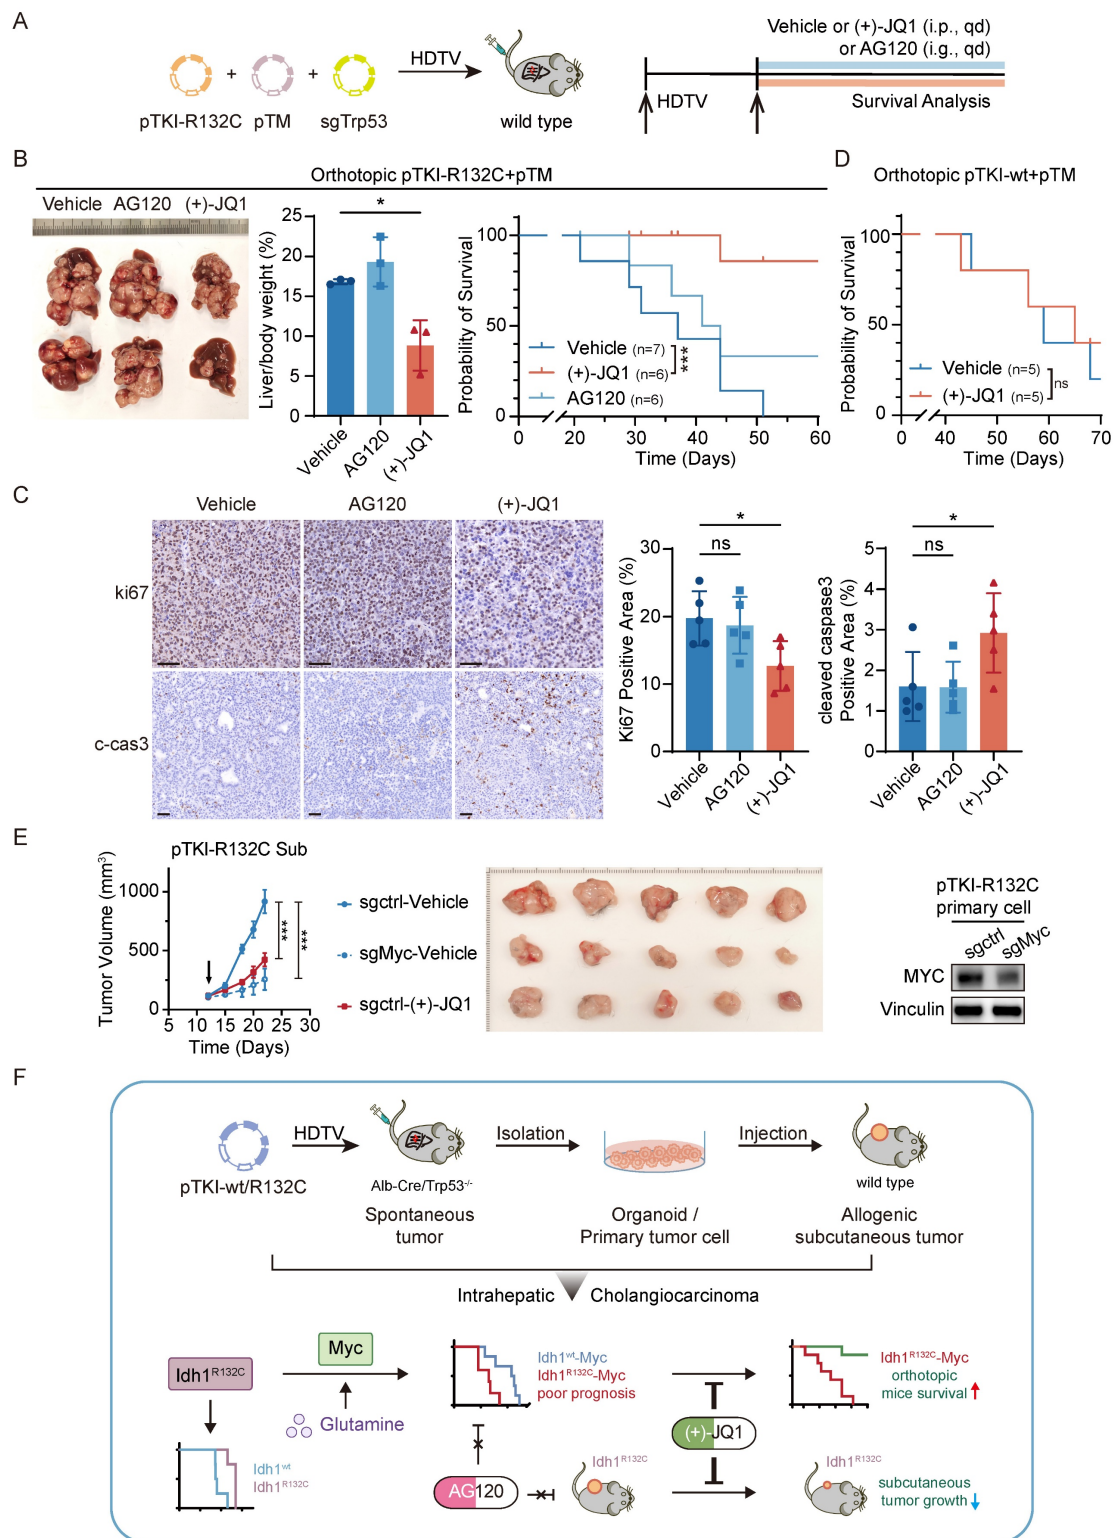 A
Vehicle or (+)-JQ1 (i.p., qd)
or AG120 (i.g., qd)
HDTV
+
+
pTKI-R132C
pTM
sgTrp53
wild type
HDTV
Survival Analysis
B
Orthotopic pTKI-R132C+pTM
Vehicle AG120 (+)-JQ1
Liver/body weight (%)
25
20
15
10
5
0
*
Vehicle
AG120
(+)-JQ1
Probability of Survival
100
50
0
Vehicle (n=7)
(+)-JQ1 (n=6)
AG120 (n=6)
***
0 20 30 40 50 60
Time (Days)
D
Orthotopic pTKI-wt+pTM
Probability of Survival
100
50
0
Vehicle (n=5)
(+)-JQ1 (n=5)
ns
0 40 50 60 70
Time (Days)
C
Vehicle
AG120
(+)-JQ1
ki67
c-cas3
Ki67 Positive Area (%)
30
20
10
0
ns
*
Vehicle
AG120
(+)-JQ1
cleaved caspase3
Positive Area (%)
5
4
3
2
1
0
ns
*
Vehicle
AG120
(+)-JQ1
E
pTKI-R132C Sub
Tumor Volume (mm³)
1000
500
0
5 10 15 20 25 30
Time (Days)
***
***
sgctrl-Vehicle
sgMyc-Vehicle
sgctrl-(+)-JQ1
pTKI-R132C
primary cell
sgctrl
sgMyc
MYC
Vinculin
F
HDTV
Isolation
Injection
pTKI-wt/R132C
Alb-Cre/Trp53⁻/⁻
wild type
Spontaneous
tumor
Organoid /
Primary tumor cell
Allogenic
subcutaneous tumor
Intrahepatic
Cholangiocarcinoma
Idh1ᴿ¹³²ᶜ
Myc
Glutamine
Idh1ʷᵗ
Idh1ᴿ¹³²ᶜ
Idh1ʷᵗ-Myc
Idh1ᴿ¹³²ᶜ-Myc
poor prognosis
AG120
Idh1ᴿ¹³²ᶜ
(+)-JQ1
Idh1ᴿ¹³²ᶜ-Myc
orthotopic
mice survival
Idh1ᴿ¹³²ᶜ
subcutaneous
tumor growth